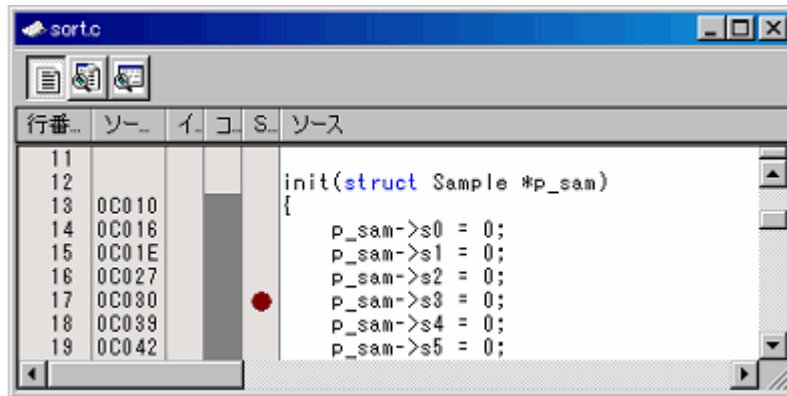 sort.c
行番... ソー... イ.. コ.. S... ソース
11
12 init(struct Sample *p_sam)
13 0C010 {
14 0C016 p_sam->s0 = 0;
15 0C01E p_sam->s1 = 0;
16 0C027 p_sam->s2 = 0;
17 0C030 p_sam->s3 = 0;
18 0C039 p_sam->s4 = 0;
19 0C042 p_sam->s5 = 0;